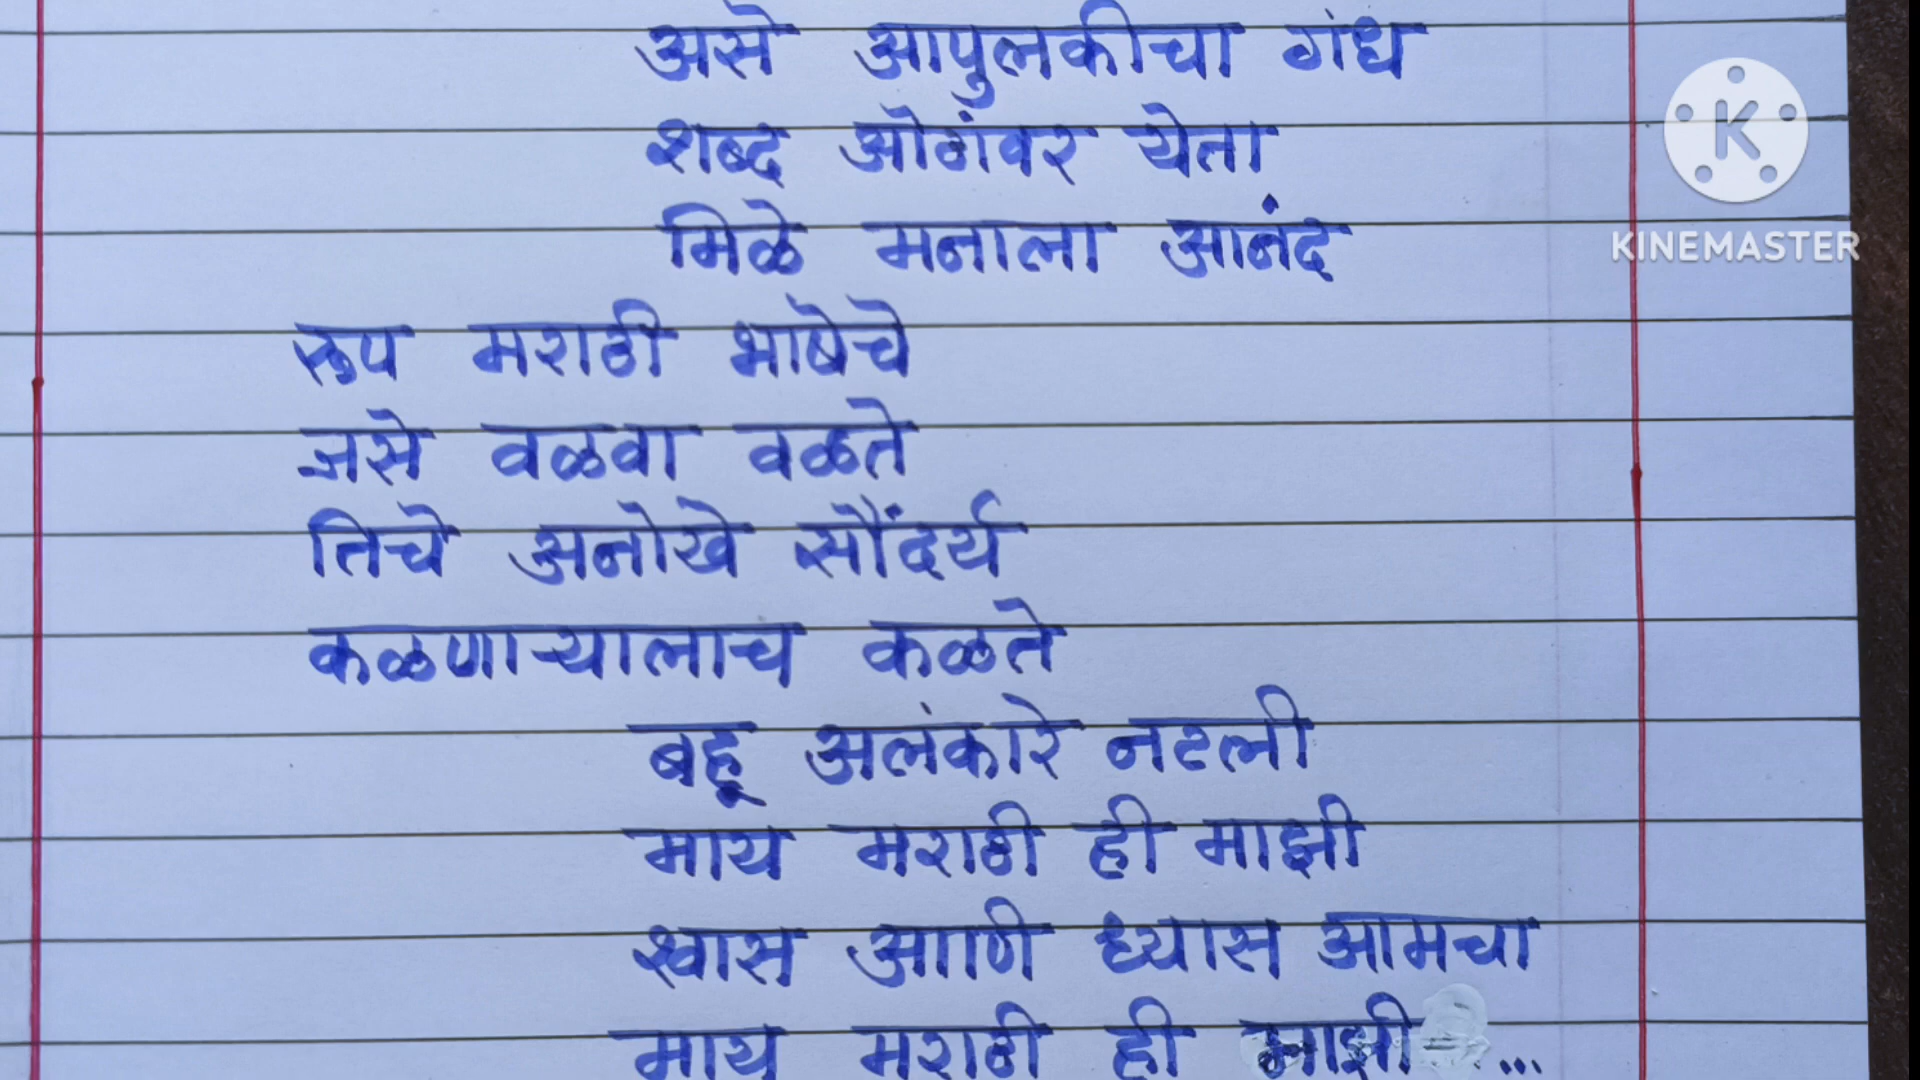 असे आपुलकीचा गंध
शब्द ओठांवर येता
मिळे मनाला आनंद
रूप मराठी भाषेचे
जसे वळवा वळते
तिचे अनोखे सौंदर्य
कळणाऱ्यालाच कळते
बहू अलंकारे नटली
माय मराठी ही माझी
श्वास आणि ध्यास आमचा
माय मराठी ही माझी ...
K
KINEMASTER